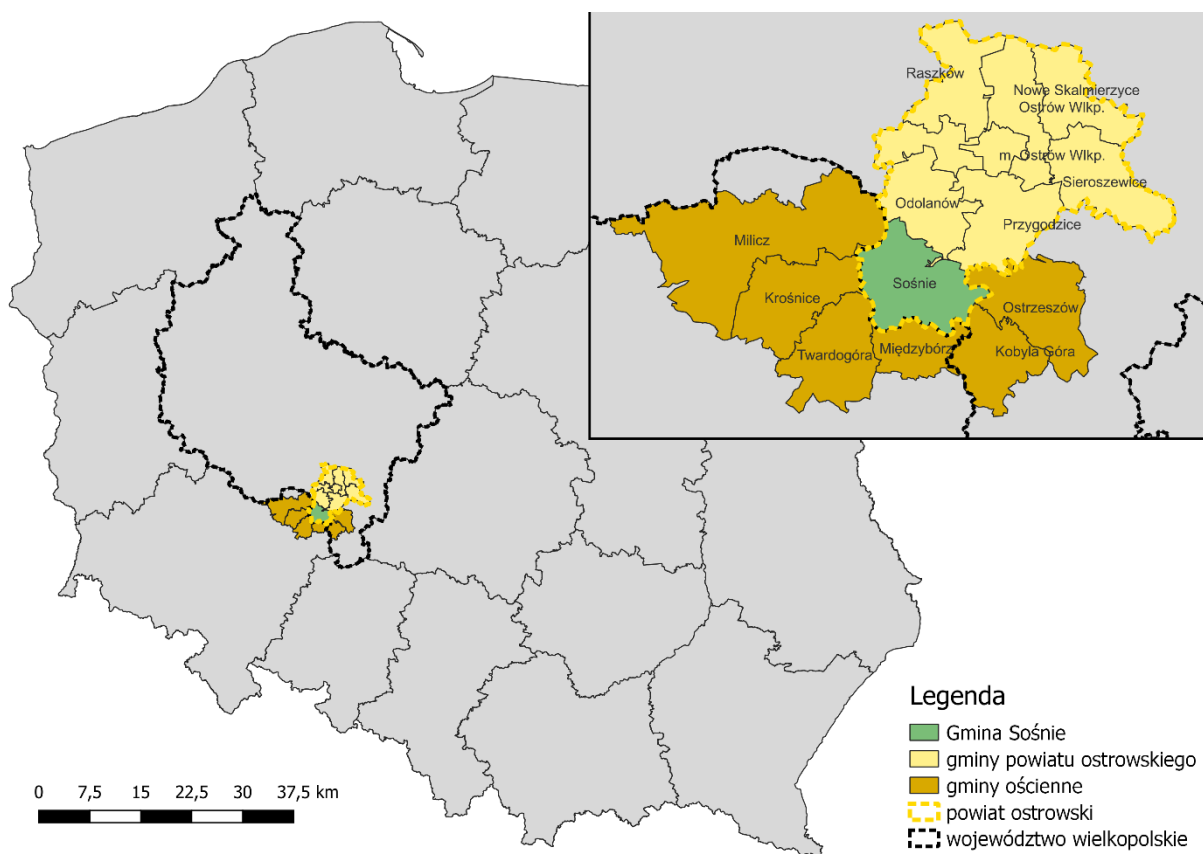 Raszków
Nowe Skalmierzyce
Ostrów Wlkp.
m. Ostrów Wlkp.
Sieroszewice
Odolanów
Przygodzice
Milicz
Sośnie
Krośnice
Ostrzeszów
Twardogóra
Międzybórz
Kobyla Góra
Legenda
Gmina Sośnie
gminy powiatu ostrowskiego
gminy ościenne
powiat ostrowski
województwo wielkopolskie
0 7,5 15 22,5 30 37,5 km